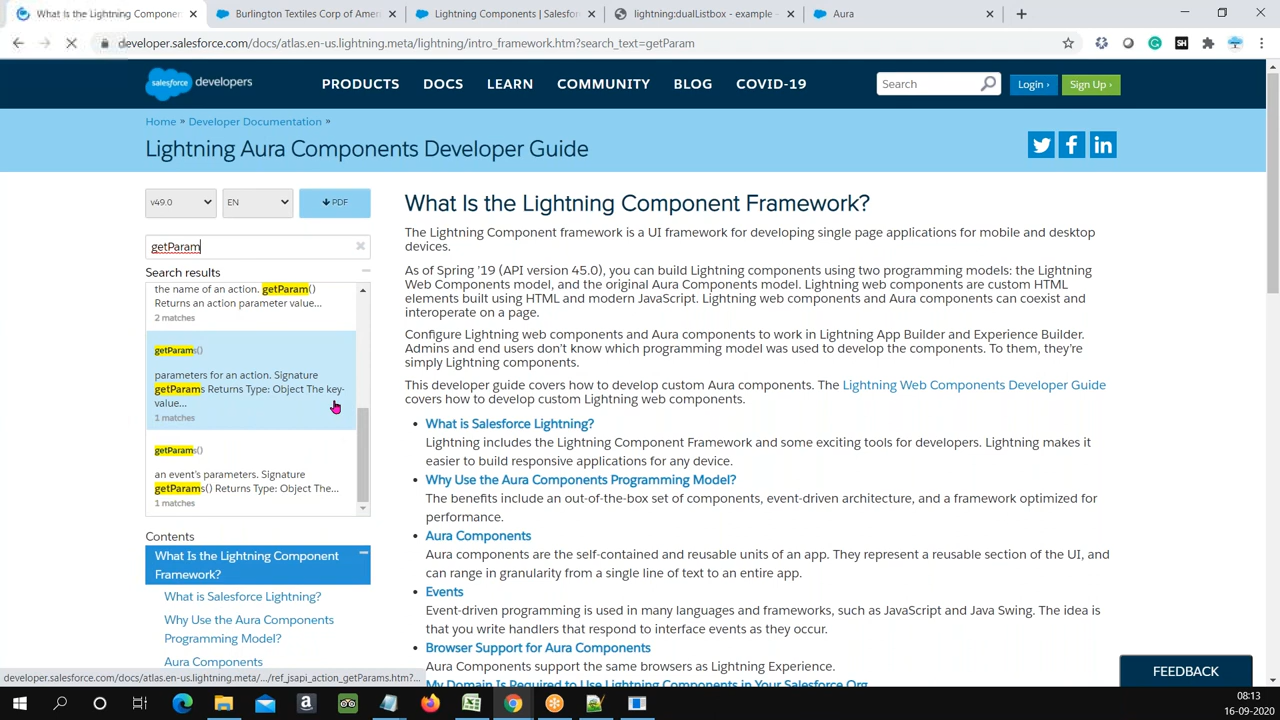 What Is the Lightning Componen
Burlington Textiles Corp of Amer
Lightning Components | Salesfor
lightning:dualListbox - example -
Aura
developer.salesforce.com/docs/atlas.en-us.lightning.meta/lightning/intro_framework.htm?search_text=getParam
salesforce developers
PRODUCTS DOCS LEARN COMMUNITY BLOG COVID-19
Search
Login ›
Sign Up ›
Home » Developer Documentation »
Lightning Aura Components Developer Guide
v49.0
EN
PDF
getParam
Search results
the name of an action. getParam()
Returns an action parameter value...
2 matches
getParams()
parameters for an action. Signature
getParams Returns Type: Object The key-
value...
1 matches
getParams()
an event's parameters. Signature
getParams() Returns Type: Object The...
1 matches
Contents
What Is the Lightning Component
Framework?
What is Salesforce Lightning?
Why Use the Aura Components
Programming Model?
Aura Components
What Is the Lightning Component Framework?
The Lightning Component framework is a UI framework for developing single page applications for mobile and desktop
devices.
As of Spring '19 (API version 45.0), you can build Lightning components using two programming models: the Lightning
Web Components model, and the original Aura Components model. Lightning web components are custom HTML
elements built using HTML and modern JavaScript. Lightning web components and Aura components can coexist and
interoperate on a page.
Configure Lightning web components and Aura components to work in Lightning App Builder and Experience Builder.
Admins and end users don't know which programming model was used to develop the components. To them, they're
simply Lightning components.
This developer guide covers how to develop custom Aura components. The Lightning Web Components Developer Guide
covers how to develop custom Lightning web components.
• What is Salesforce Lightning?
Lightning includes the Lightning Component Framework and some exciting tools for developers. Lightning makes it
easier to build responsive applications for any device.
• Why Use the Aura Components Programming Model?
The benefits include an out-of-the-box set of components, event-driven architecture, and a framework optimized for
performance.
• Aura Components
Aura components are the self-contained and reusable units of an app. They represent a reusable section of the UI, and
can range in granularity from a single line of text to an entire app.
• Events
Event-driven programming is used in many languages and frameworks, such as JavaScript and Java Swing. The idea is
that you write handlers that respond to interface events as they occur.
• Browser Support for Aura Components
Aura Components support the same browsers as Lightning Experience.
• My Domain Is Required to Use Lightning Components in Your Salesforce Org
FEEDBACK
developer.salesforce.com/docs/atlas.en-us.lightning.meta/.../ref_jsapi_action_getParams.htm?...
08:13
16-09-2020